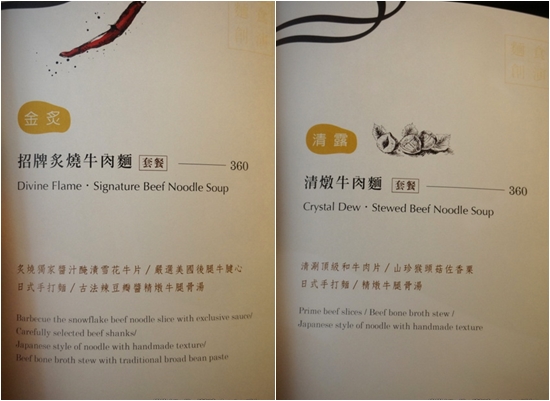 金炙
招牌炙燒牛肉麵 套餐 360
Divine Flame・Signature Beef Noodle Soup
炙燒獨家醬汁醃漬雪花牛片/嚴選美國後腿牛腱心
日式手打麵/古法辣豆瓣醬精燉牛腿骨湯
Barbecue the snowflake beef noodle slice with exclusive sauce/
Carefully selected beef shanks/
Japanese style of noodle with handmade texture/
Beef bone broth stew with traditional broad bean paste
清露
清燉牛肉麵 套餐 360
Crystal Dew・Stewed Beef Noodle Soup
清涮頂級和牛肉片/山珍猴頭菇佐香菓
日式手打麵/精燉牛腿骨湯
Prime beef slices / Beef bone broth stew /
Japanese style of noodle with handmade texture